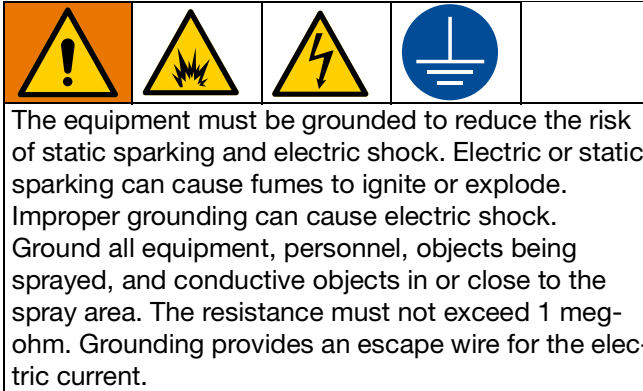 The equipment must be grounded to reduce the risk
of static sparking and electric shock. Electric or static
sparking can cause fumes to ignite or explode.
Improper grounding can cause electric shock.
Ground all equipment, personnel, objects being
sprayed, and conductive objects in or close to the
spray area. The resistance must not exceed 1 meg-
ohm. Grounding provides an escape wire for the elec-
tric current.